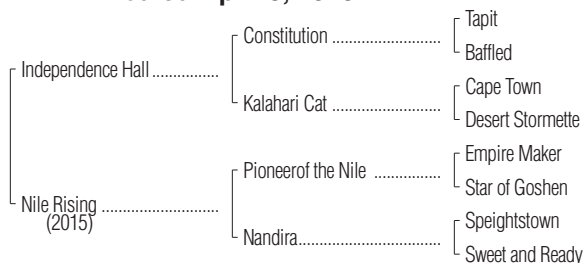 Tapit
Constitution ........................
Baffled
Independence Hall ................
Cape Town
Kalahari Cat .......................
Desert Stormette
Empire Maker
Pioneerof the Nile ................
Star of Goshen
Nile Rising .............................
(2015)
Speightstown
Nandira................................
Sweet and Ready